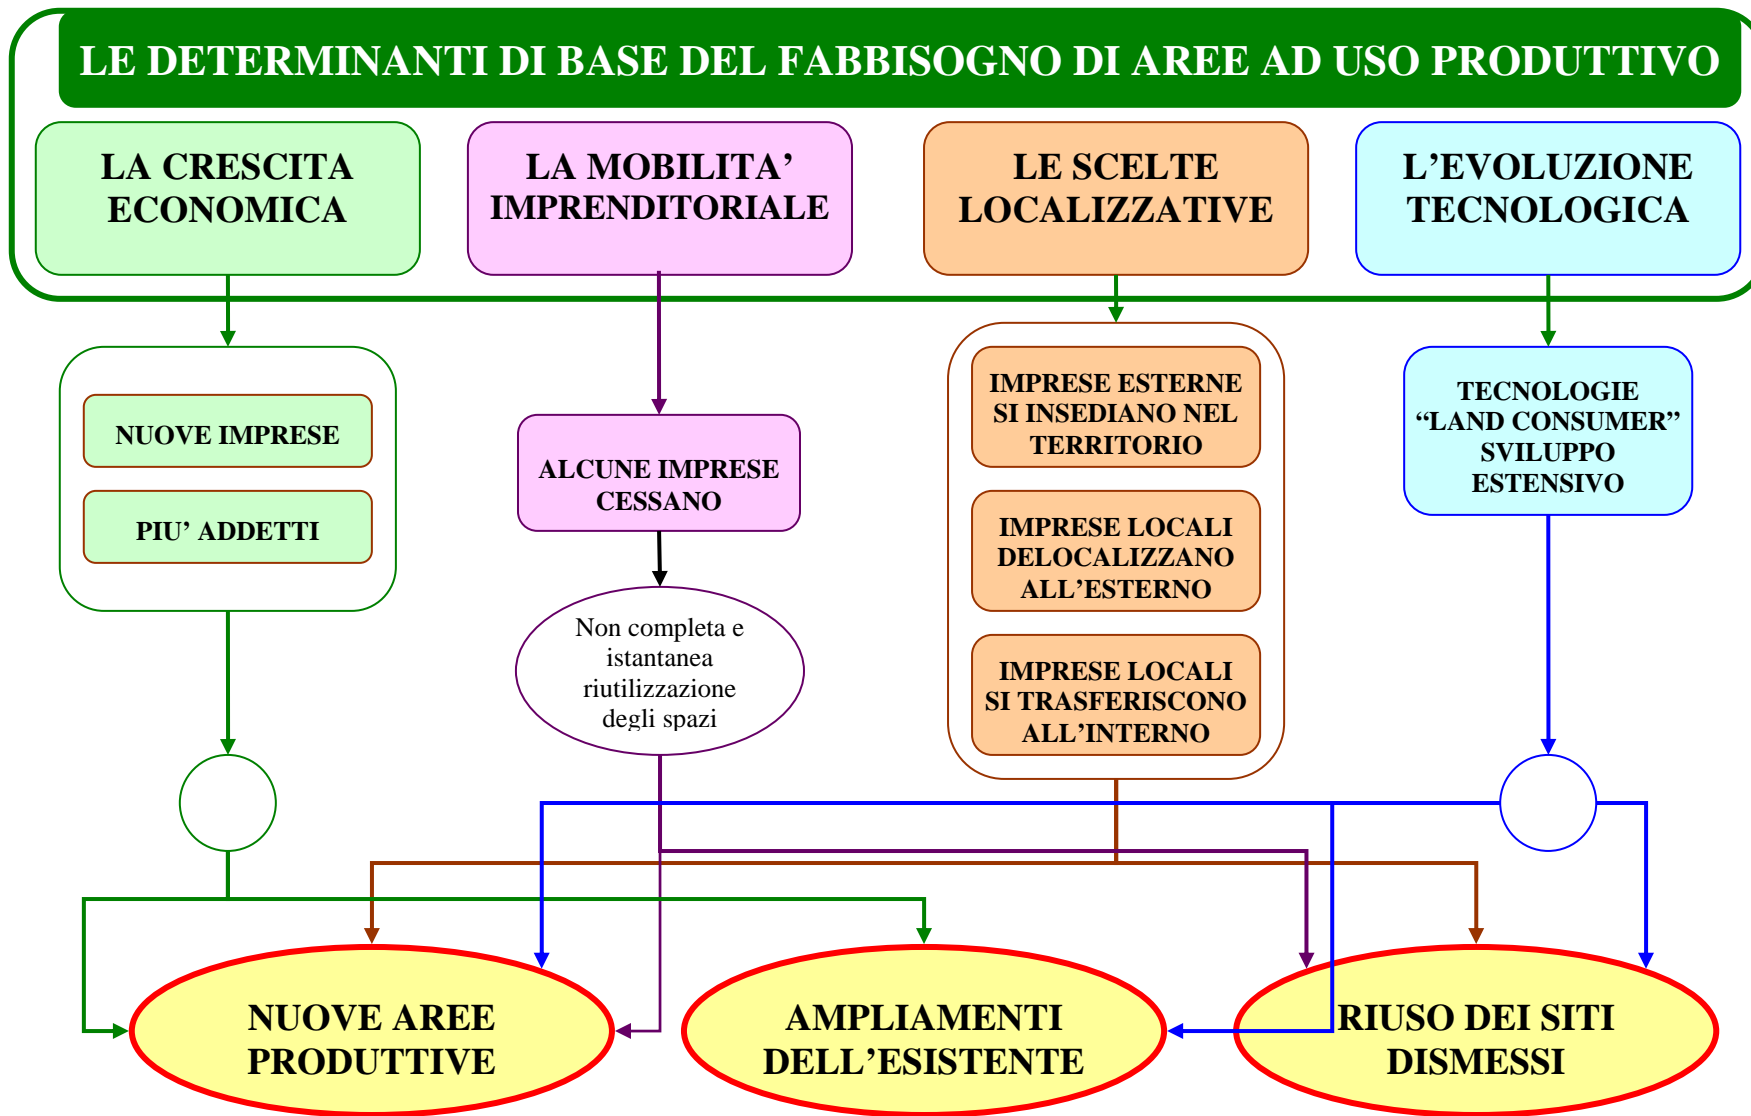 LE DETERMINANTI DI BASE DEL FABBISOGNO DI AREE AD USO PRODUTTIVO
LA CRESCITA
ECONOMICA
LA MOBILITA’
IMPRENDITORIALE
LE SCELTE
LOCALIZZATIVE
L’EVOLUZIONE
TECNOLOGICA
NUOVE IMPRESE
PIU’ ADDETTI
ALCUNE IMPRESE
CESSANO
Non completa e
istantanea
riutilizzazione
degli spazi
IMPRESE ESTERNE
SI INSEDIANO NEL
TERRITORIO
IMPRESE LOCALI
DELOCALIZZANO
ALL’ESTERNO
IMPRESE LOCALI
SI TRASFERISCONO
ALL’INTERNO
TECNOLOGIE
“LAND CONSUMER”
SVILUPPO
ESTENSIVO
NUOVE AREE
PRODUTTIVE
AMPLIAMENTI
DELL’ESISTENTE
RIUSO DEI SITI
DISMESSI